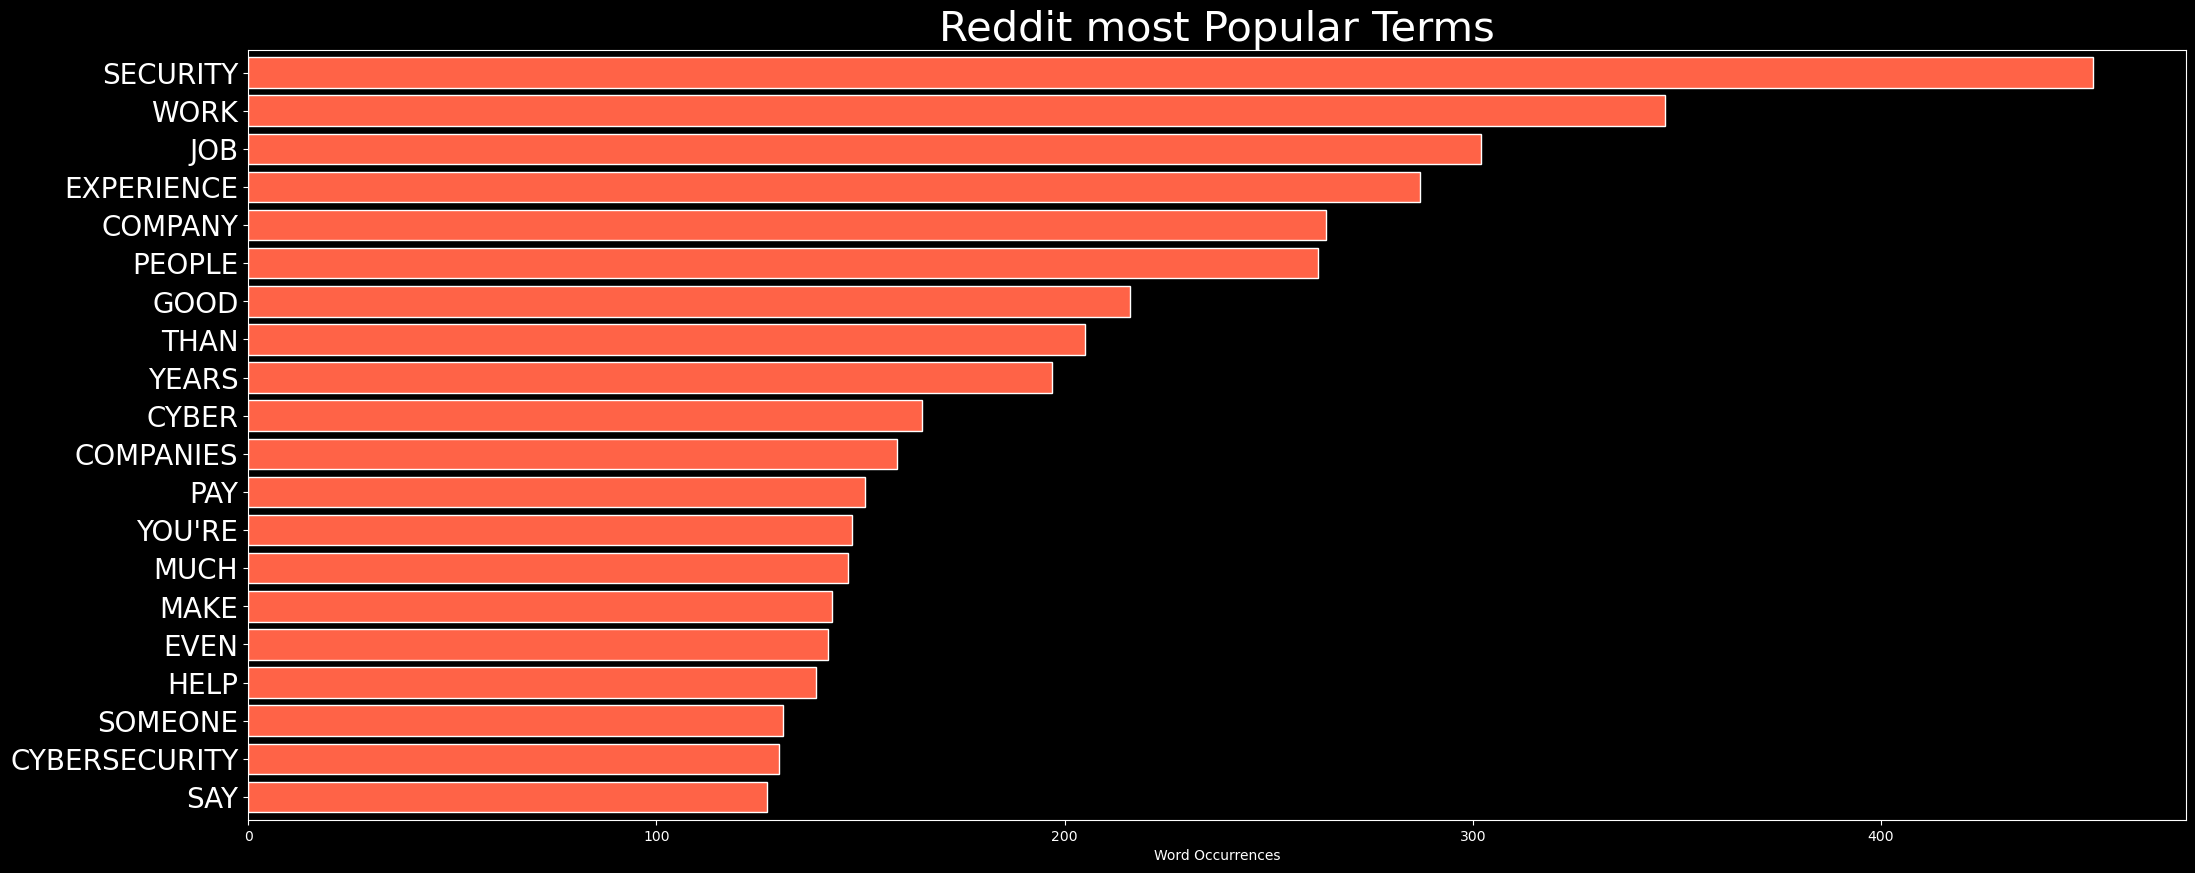 Reddit most Popular Terms
SECURITY
WORK
JOB
EXPERIENCE
COMPANY
PEOPLE
GOOD
THAN
YEARS
CYBER
COMPANIES
PAY
YOU'RE
MUCH
MAKE
EVEN
HELP
SOMEONE
CYBERSECURITY
SAY
0 100 200 300 400
Word Occurrences